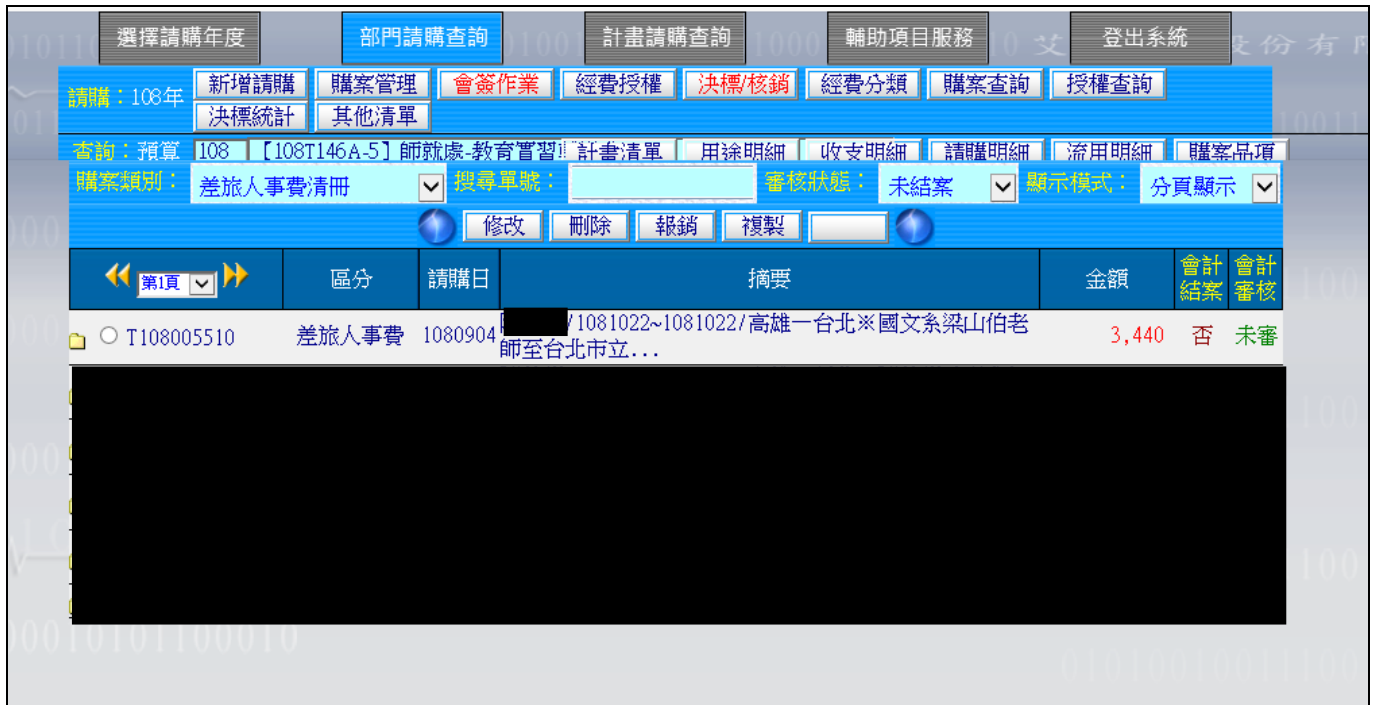 選擇請購年度 部門請購查詢 計畫請購查詢 輔助項目服務 登出系統
請購：108年 新增請購 購案管理 會簽作業 經費授權 決標/核銷 經費分類 購案查詢 授權查詢
決標統計 其他清單
查詢：預算 108 【108T146A-5】師就處-教育實習 計畫清單 用途明細 收支明細 請購明細 流用明細 購案品項
購案類別： 差旅人事費清冊 搜尋單號： 審核狀態： 未結案 顯示模式： 分頁顯示
修改 刪除 報銷 複製
第1頁 區分 請購日 摘要 金額 會計結案 會計審核
T108005510 差旅人事費 1080904 /1081022~1081022/高雄一台北※國文系梁山伯老
師至台北市立... 3,440 否 未審